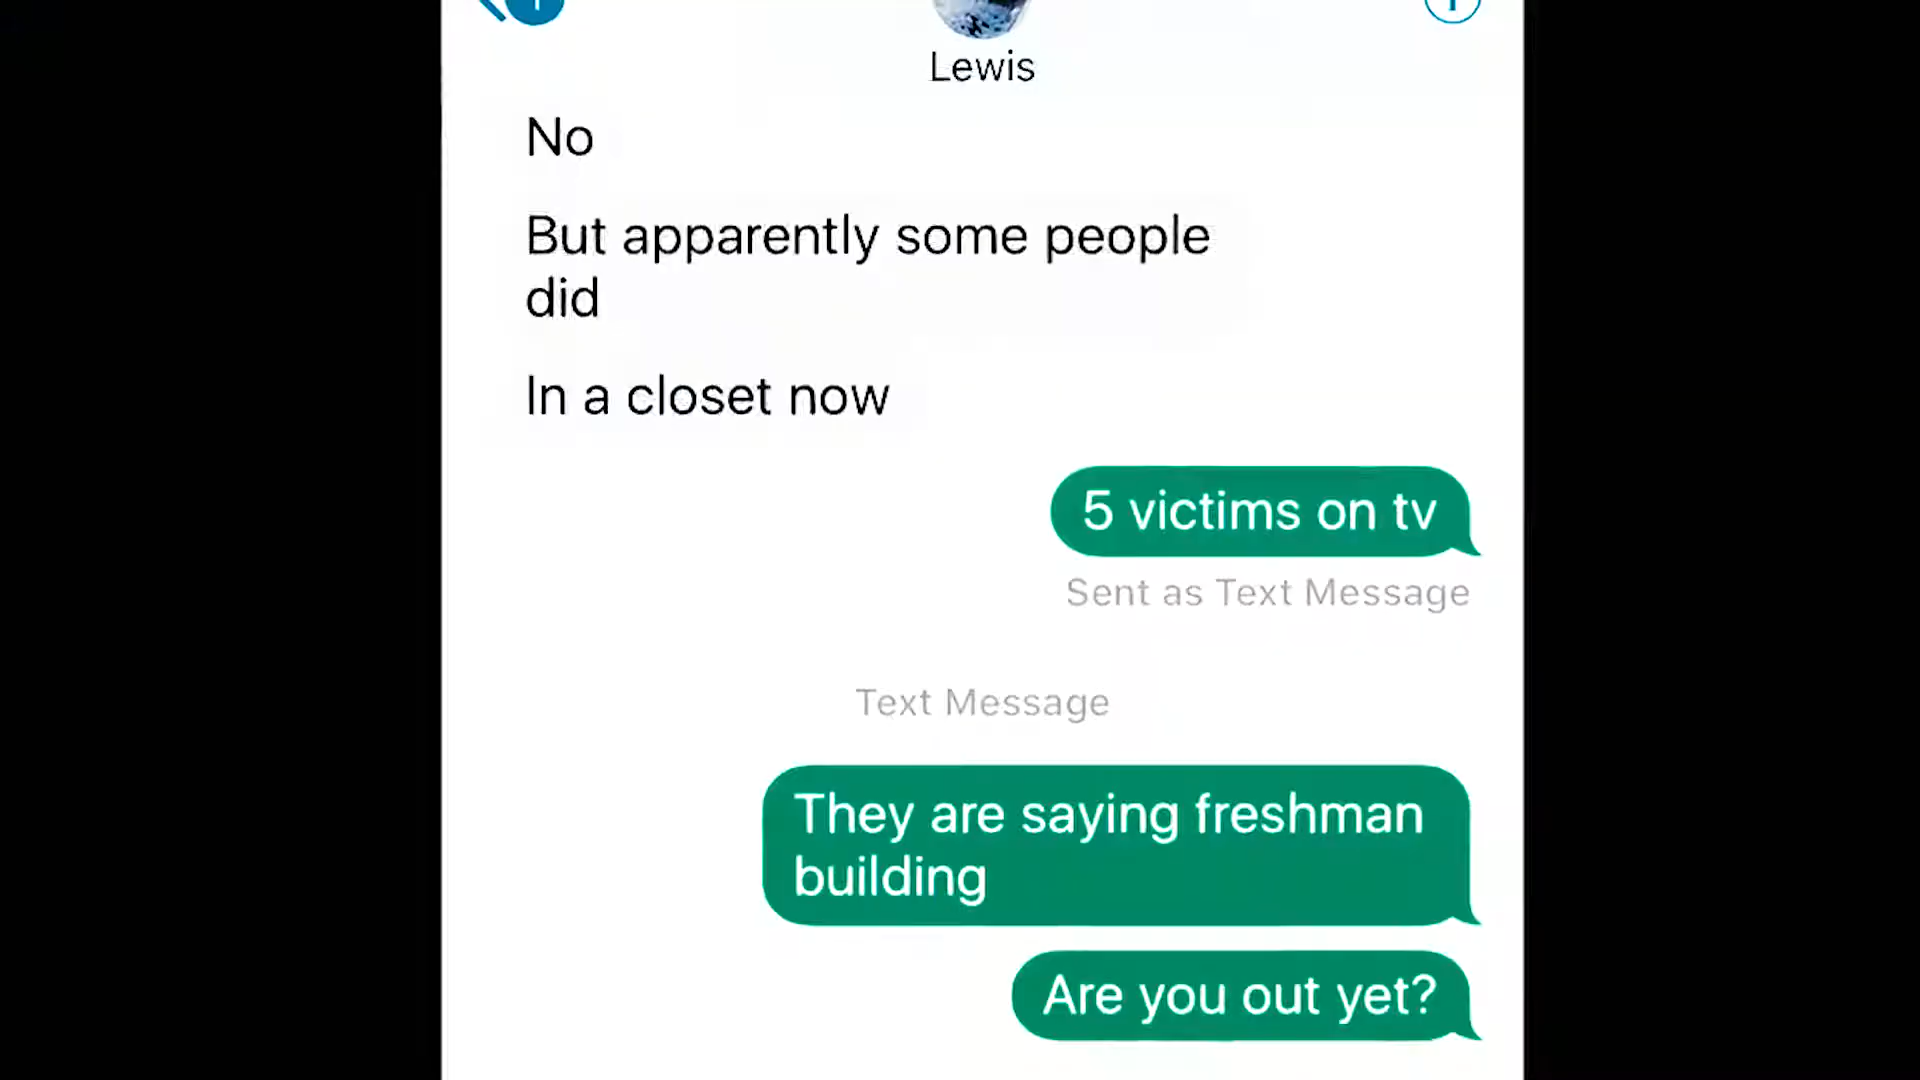 Lewis
No
But apparently some people
did
In a closet now
5 victims on tv
Sent as Text Message
Text Message
They are saying freshman
building
Are you out yet?